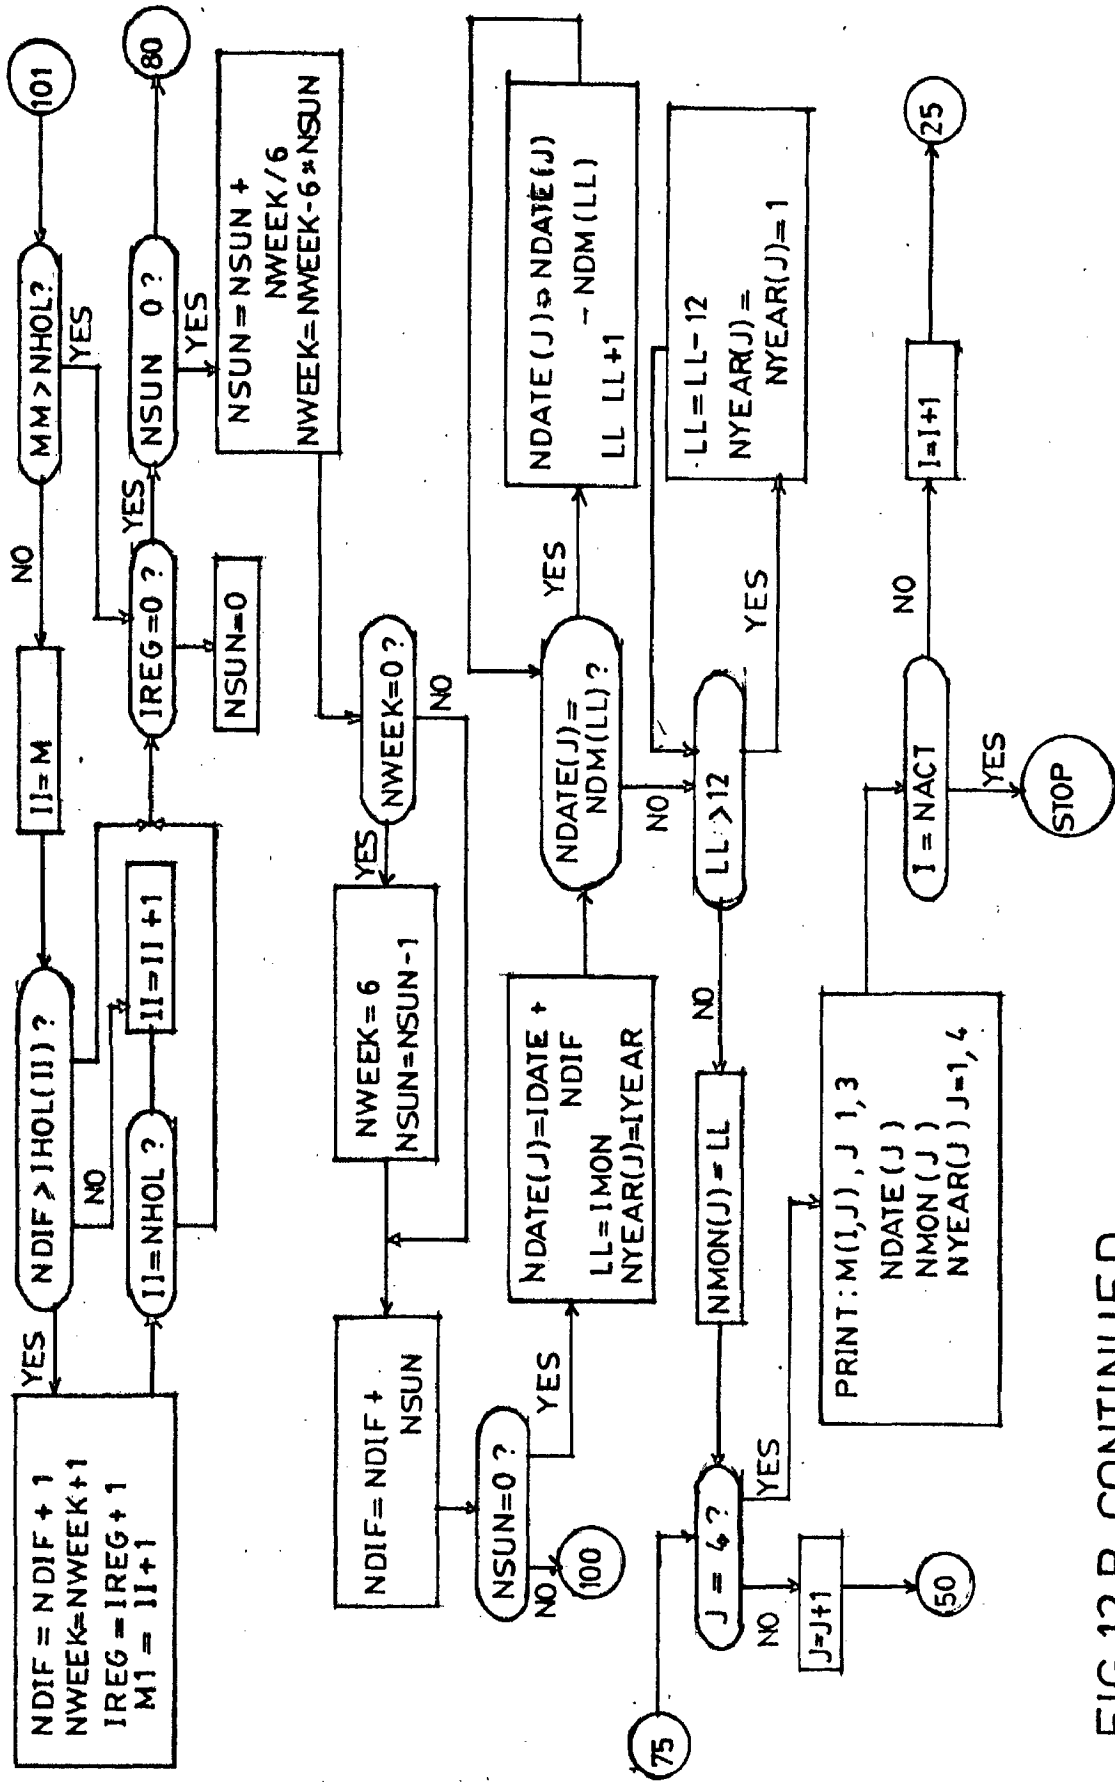 101
MM > NHOL?
YES
NO
II = M
NDIF ≥ IHOL(II) ?
NO
YES
NDIF = NDIF + 1
NWEEK=NWEEK+1
IREG = IREG + 1
M1 = II+1
II=NHOL ?
II=II+1
IREG=0 ?
YES
NSUN=0
NSUN 0 ?
80
YES
NSUN = NSUN +
NWEEK/6
NWEEK=NWEEK-6*NSUN
NWEEK=0 ?
NO
YES
NWEEK = 6
NSUN=NSUN-1
NDIF= NDIF +
NSUN
NSUN=0 ?
NO
100
YES
NDATE(J)=IDATE +
NDIF
LL= IMON
NYEAR(J)=IYEAR
NDATE(J)=
NDM(LL) ?
YES
NO
NDATE(J)=NDATE(J)
- NDM(LL)
LL LL+1
LL >12
YES
LL=LL-12
NYEAR(J)=
NYEAR(J)=1
NO
NMON(J) = LL
75
J = 4 ?
NO
J=J+1
50
YES
PRINT: M(I,J), J 1,3
NDATE(J)
NMON(J)
NYEAR(J) J=1,4
I = NACT
YES
STOP
NO
I=I+1
25
FIG.12.B. CONTINUED